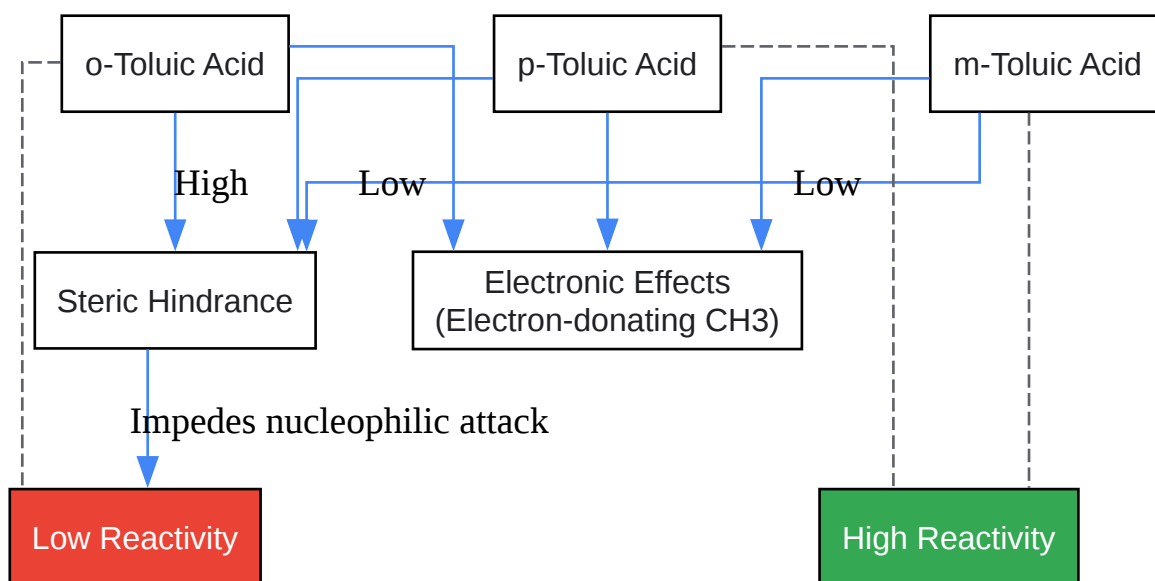 o-Toluic Acid
p-Toluic Acid
m-Toluic Acid
High
Low
Low
Steric Hindrance
Electronic Effects
(Electron-donating CH3)
Impedes nucleophilic attack
Low Reactivity
High Reactivity